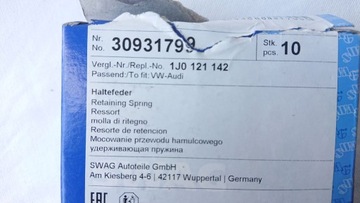 Nr.
No. 30931799
Stk.
pcs. 10
Vergl.-Nr./Repl.-No. 1J0 121 142
Passend:/To fit: VW-Audi
Haltefeder
Retaining Spring
Ressort
molla di ritegno
Resorte de retencion
Mocowanie przewodu hamulcowego
удерживающая пружина
SWAG Autoteile GmbH
Am Kiesberg 4-6 | 42117 Wuppertal | Germany
EAC